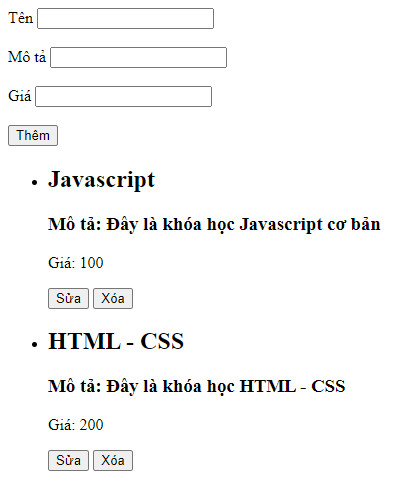 Tên
Mô tả
Giá
Thêm
Javascript
Mô tả: Đây là khóa học Javascript cơ bản
Giá: 100
Sửa Xóa
HTML - CSS
Mô tả: Đây là khóa học HTML - CSS
Giá: 200
Sửa Xóa